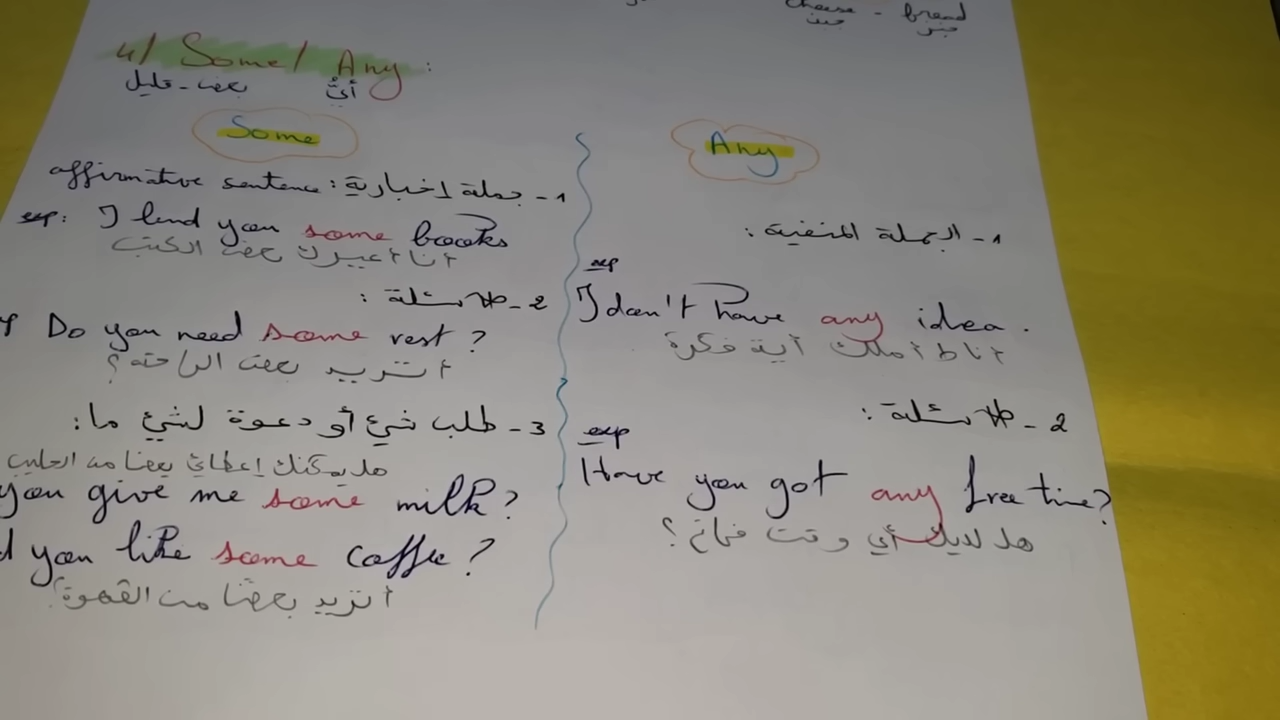 cheese - bread
جبن خبز
4/ Some/ Any :
بعض - قليل أيُّ
Some
affirmative sentence : جملة إخبارية - 1
exp: I lend you some books
أنا أعيرك بعض الكتب
2 - الأسئلة :
Do you need some rest ?
أتريد بعض الراحة ؟
3 - طلب شيئ أو دعوة لشيئ ما :
هل يمكنك إعطائي بعضا من الحليب
you give me some milk ?
you like some coffee ?
أتريد بعضا من القهوة ؟
Any
1 - الجملة المنفية :
exp
I don't have any idea .
أنا لا أملك أية فكرة
2 - الأسئلة :
exp
Have you got any free time ?
هل لديك أي وقت فراغ ؟